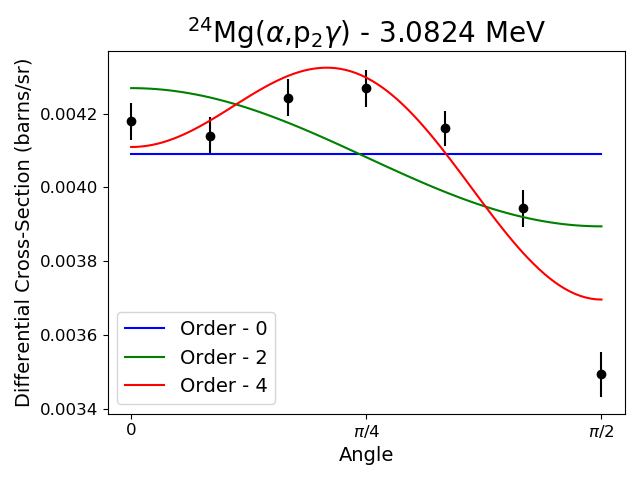 ²⁴Mg(α,p₂γ) - 3.0824 MeV
Differential Cross-Section (barns/sr)
0.0042
0.0040
0.0038
0.0036
0.0034
Order - 0
Order - 2
Order - 4
0
π/4
π/2
Angle